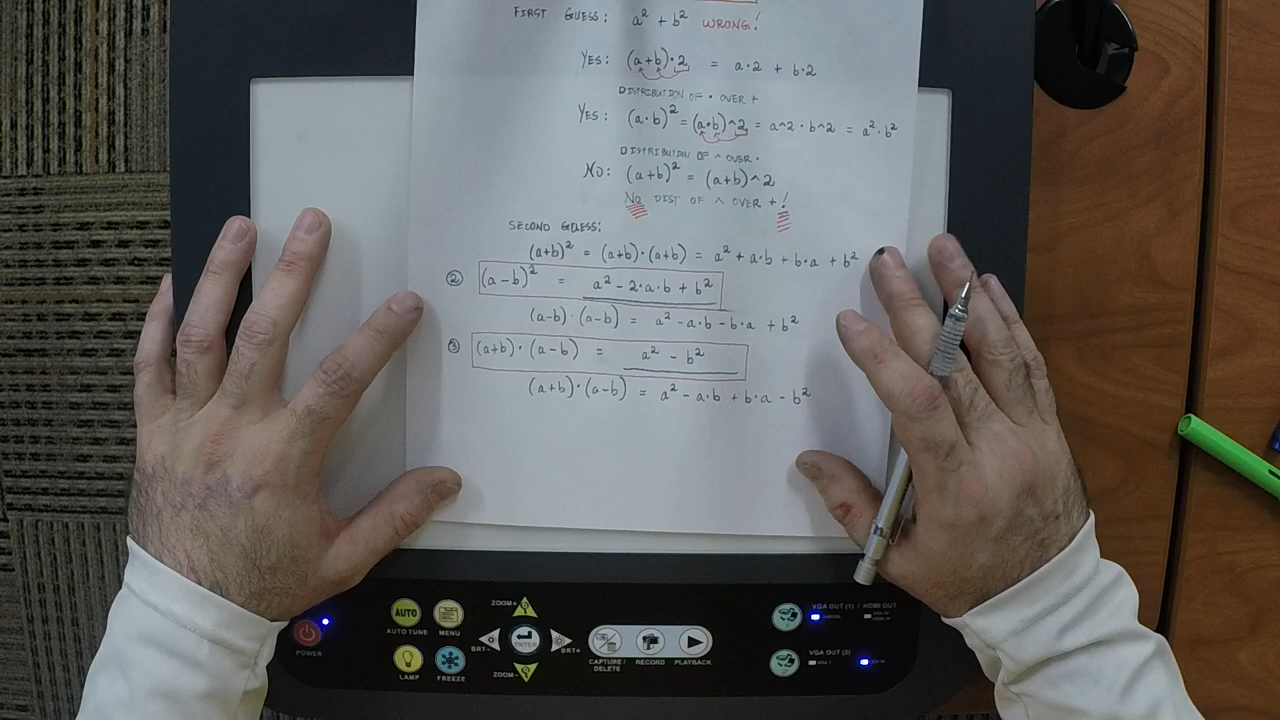 FIRST GUESS: a² + b² WRONG!
YES: (a+b)·2 = a·2 + b·2
DISTRIBUTION OF · OVER +
YES: (a·b)² = (a·b)^2 = a^2 · b^2 = a²·b²
DISTRIBUTION OF ^ OVER ·
NO: (a+b)² = (a+b)^2
NO DIST OF ^ OVER +!
SECOND GUESS:
(a+b)² = (a+b)·(a+b) = a² + a·b + b·a + b²
② (a-b)² = a² - 2·a·b + b²
(a-b)·(a-b) = a² - a·b - b·a + b²
③ (a+b)·(a-b) = a² - b²
(a+b)·(a-b) = a² - a·b + b·a - b²
POWER
AUTO
AUTO TUNE
MENU
LAMP
FREEZE
ZOOM+
BRT-
ENTER
BRT+
ZOOM-
CAPTURE / DELETE
RECORD
PLAYBACK
VGA OUT (1) / HDMI OUT
VGA OUT (2)